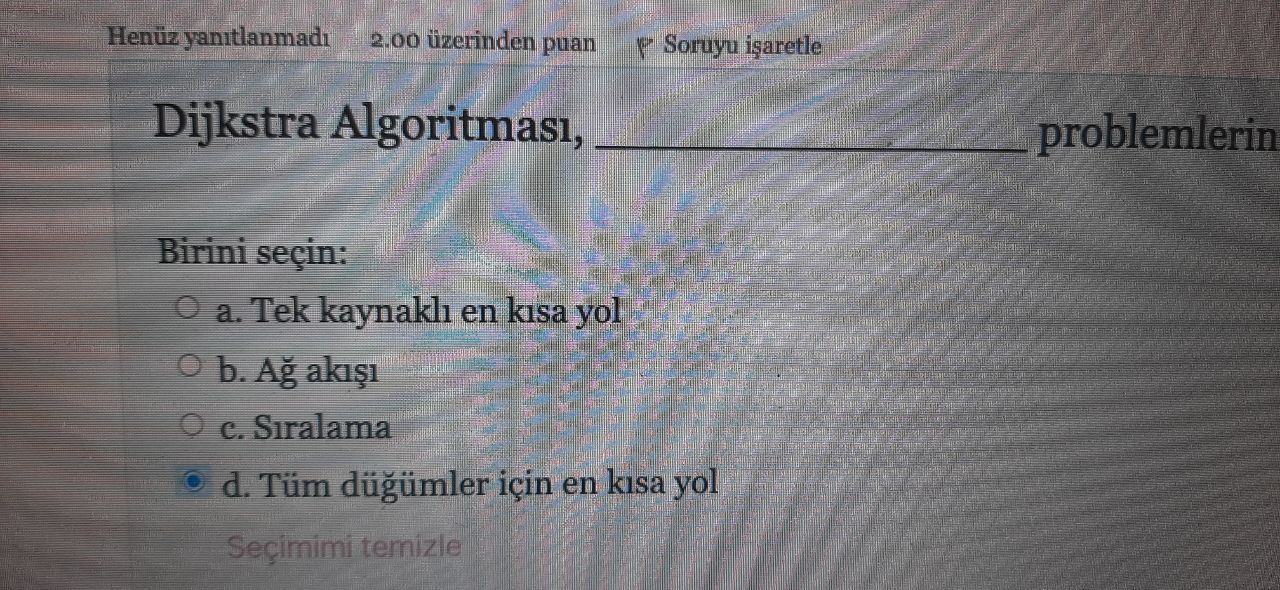 Henüz yanıtlanmadı 2.00 üzerinden puan Soruyu işaretle
Dijkstra Algoritması, ____________________ problemlerin
Birini seçin:
a. Tek kaynaklı en kısa yol
b. Ağ akışı
c. Sıralama
d. Tüm düğümler için en kısa yol
Seçimimi temizle